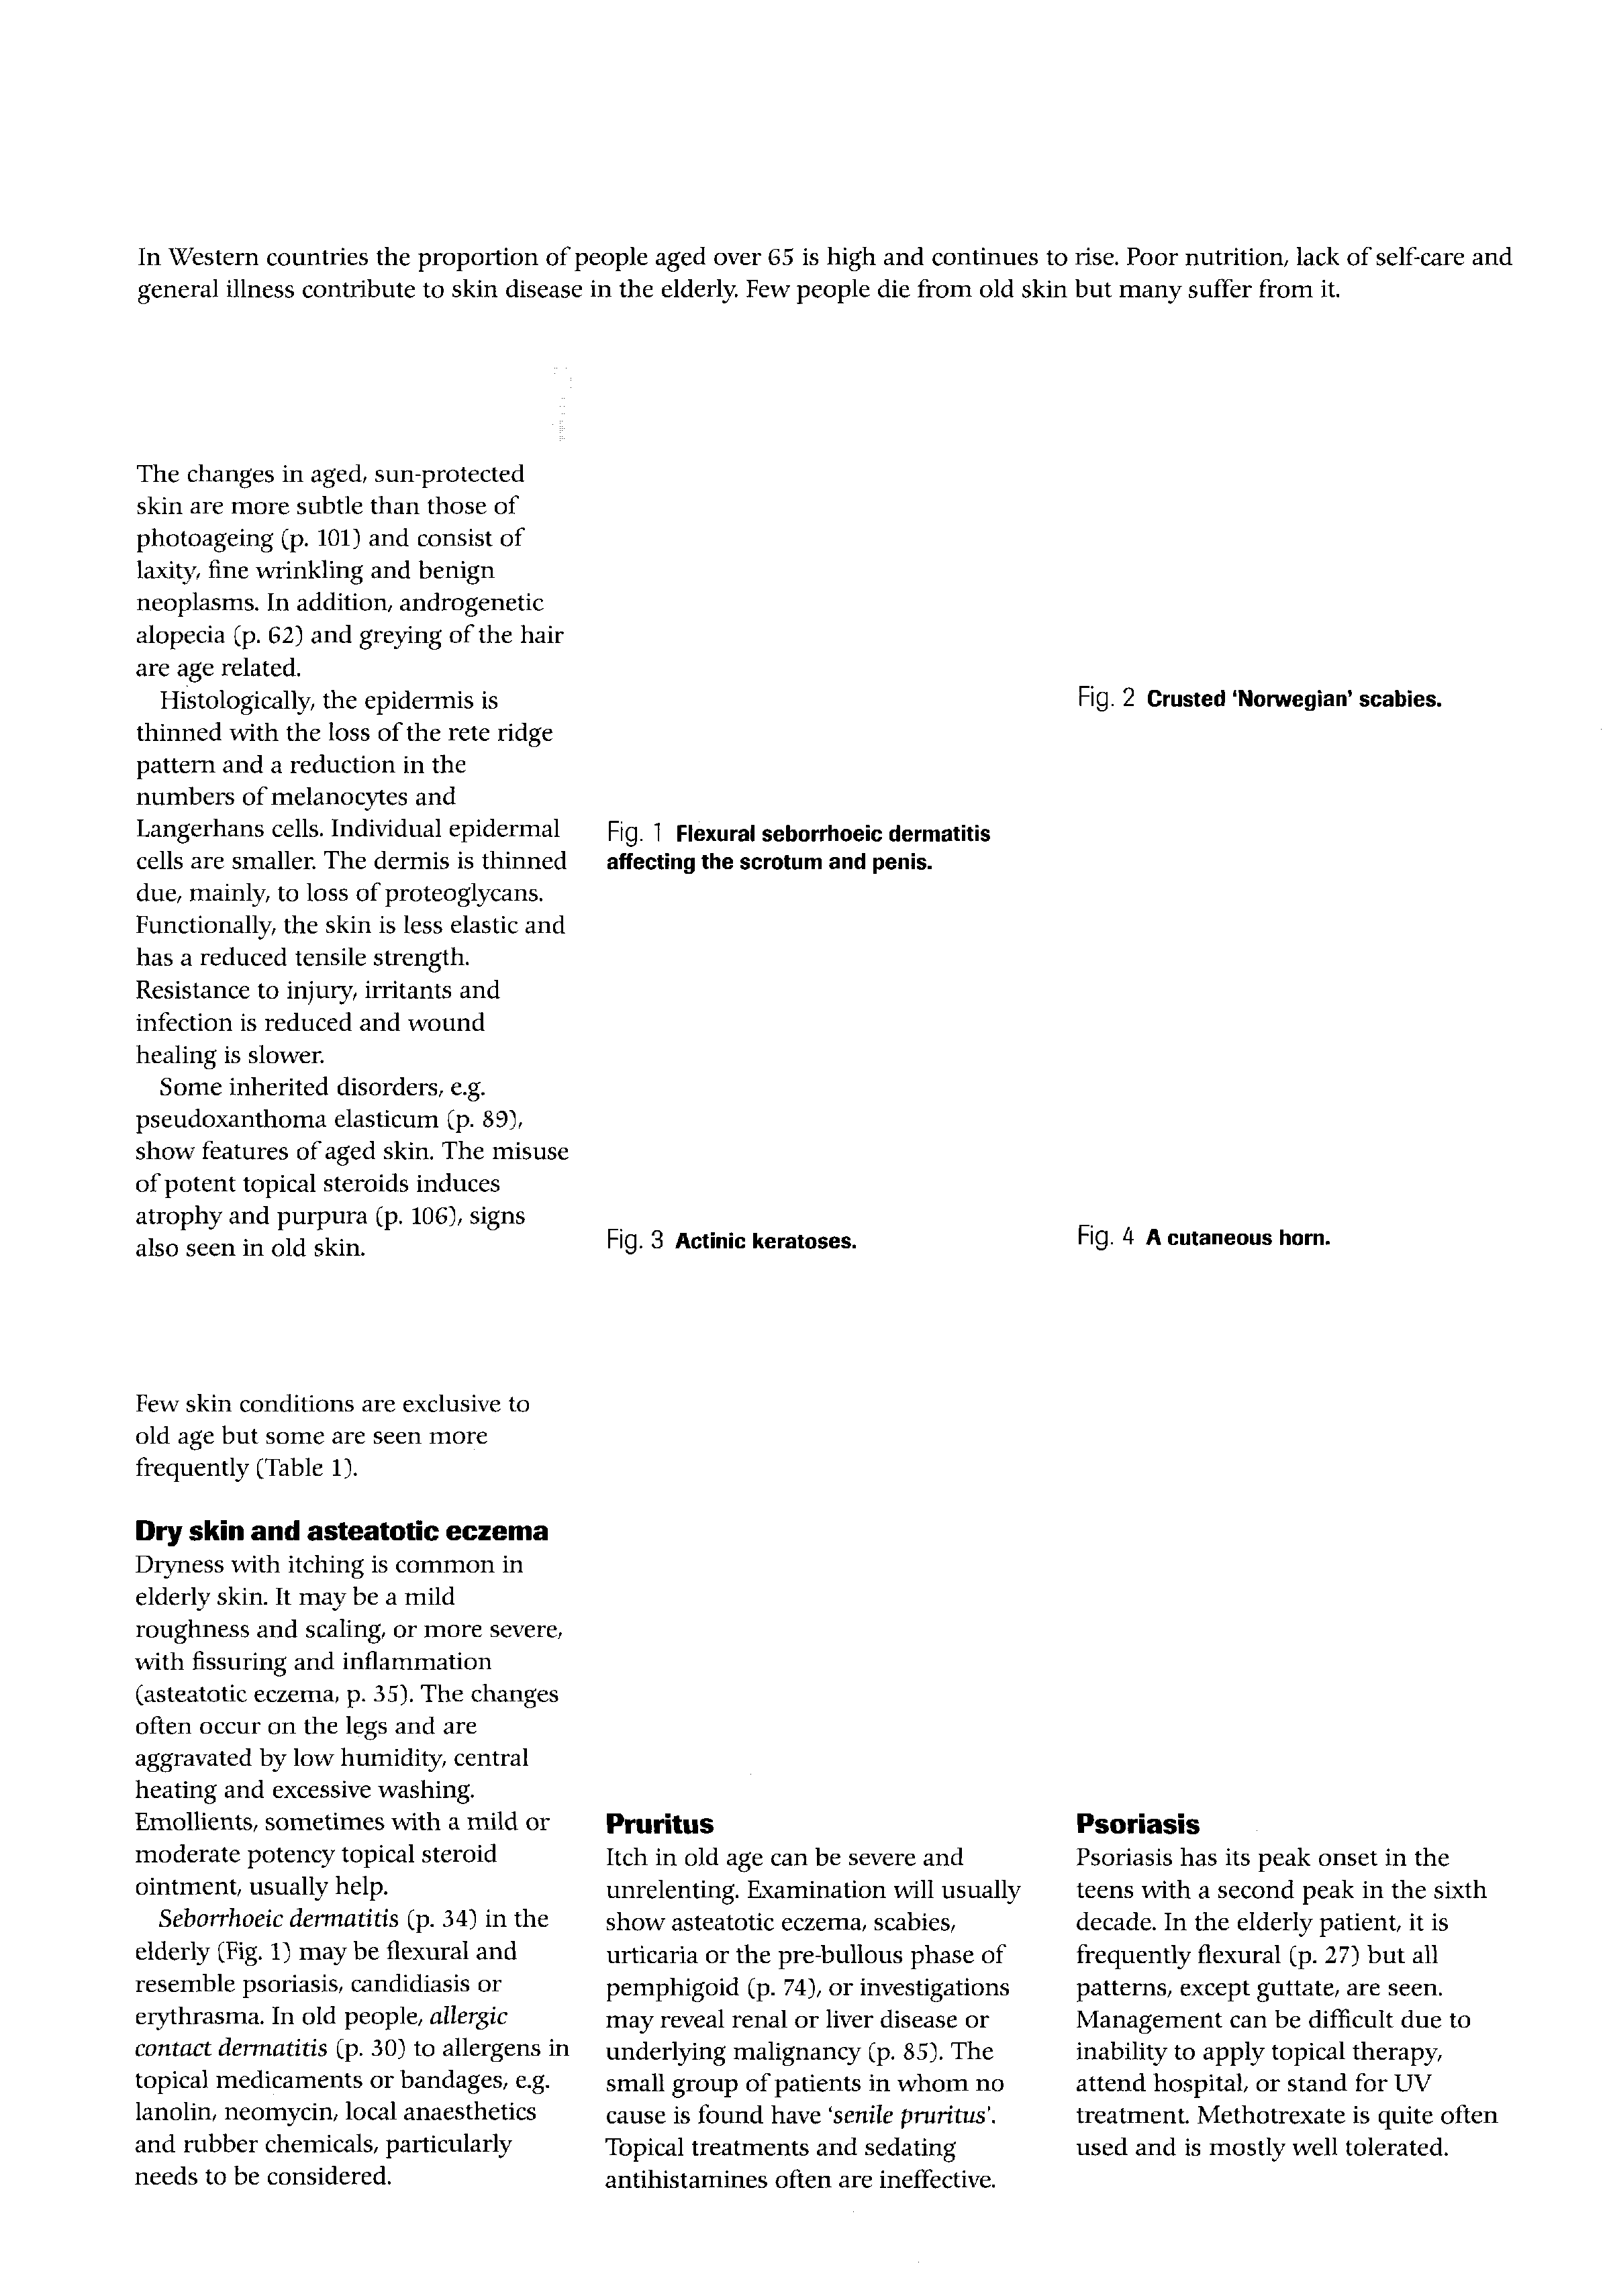 In Western countries the proportion of people aged over 65 is high and continues to rise. Poor nutrition, lack of self-care and
general illness contribute to skin disease in the elderly. Few people die from old skin but many suffer from it.
The changes in aged, sun-protected
skin are more subtle than those of
photoageing (p. 101) and consist of
laxity, fine wrinkling and benign
neoplasms. In addition, androgenetic
alopecia (p. 62) and greying of the hair
are age related.
Histologically, the epidermis is
thinned with the loss of the rete ridge
pattern and a reduction in the
numbers of melanocytes and
Langerhans cells. Individual epidermal
cells are smaller. The dermis is thinned
due, mainly, to loss of proteoglycans.
Functionally, the skin is less elastic and
has a reduced tensile strength.
Resistance to injury, irritants and
infection is reduced and wound
healing is slower.
Some inherited disorders, e.g.
pseudoxanthoma elasticum (p. 89),
show features of aged skin. The misuse
of potent topical steroids induces
atrophy and purpura (p. 106), signs
also seen in old skin.
Few skin conditions are exclusive to
old age but some are seen more
frequently (Table 1).
Dry skin and asteatotic eczema
Dryness with itching is common in
elderly skin. It may be a mild
roughness and scaling, or more severe,
with fissuring and inflammation
(asteatotic eczema, p. 35). The changes
often occur on the legs and are
aggravated by low humidity, central
heating and excessive washing.
Emollients, sometimes with a mild or
moderate potency topical steroid
ointment, usually help.
Seborrhoeic dermatitis (p. 34) in the
elderly (Fig. 1) may be flexural and
resemble psoriasis, candidiasis or
erythrasma. In old people, allergic
contact dermatitis (p. 30) to allergens in
topical medicaments or bandages, e.g.
lanolin, neomycin, local anaesthetics
and rubber chemicals, particularly
needs to be considered.
Fig. 1 Flexural seborrhoeic dermatitis
affecting the scrotum and penis.
Fig. 2 Crusted 'Norwegian' scabies.
Fig. 3 Actinic keratoses.
Fig. 4 A cutaneous horn.
Pruritus
Itch in old age can be severe and
unrelenting. Examination will usually
show asteatotic eczema, scabies,
urticaria or the pre-bullous phase of
pemphigoid (p. 74), or investigations
may reveal renal or liver disease or
underlying malignancy (p. 85). The
small group of patients in whom no
cause is found have 'senile pruritus'.
Topical treatments and sedating
antihistamines often are ineffective.
Psoriasis
Psoriasis has its peak onset in the
teens with a second peak in the sixth
decade. In the elderly patient, it is
frequently flexural (p. 27) but all
patterns, except guttate, are seen.
Management can be difficult due to
inability to apply topical therapy,
attend hospital, or stand for UV
treatment. Methotrexate is quite often
used and is mostly well tolerated.